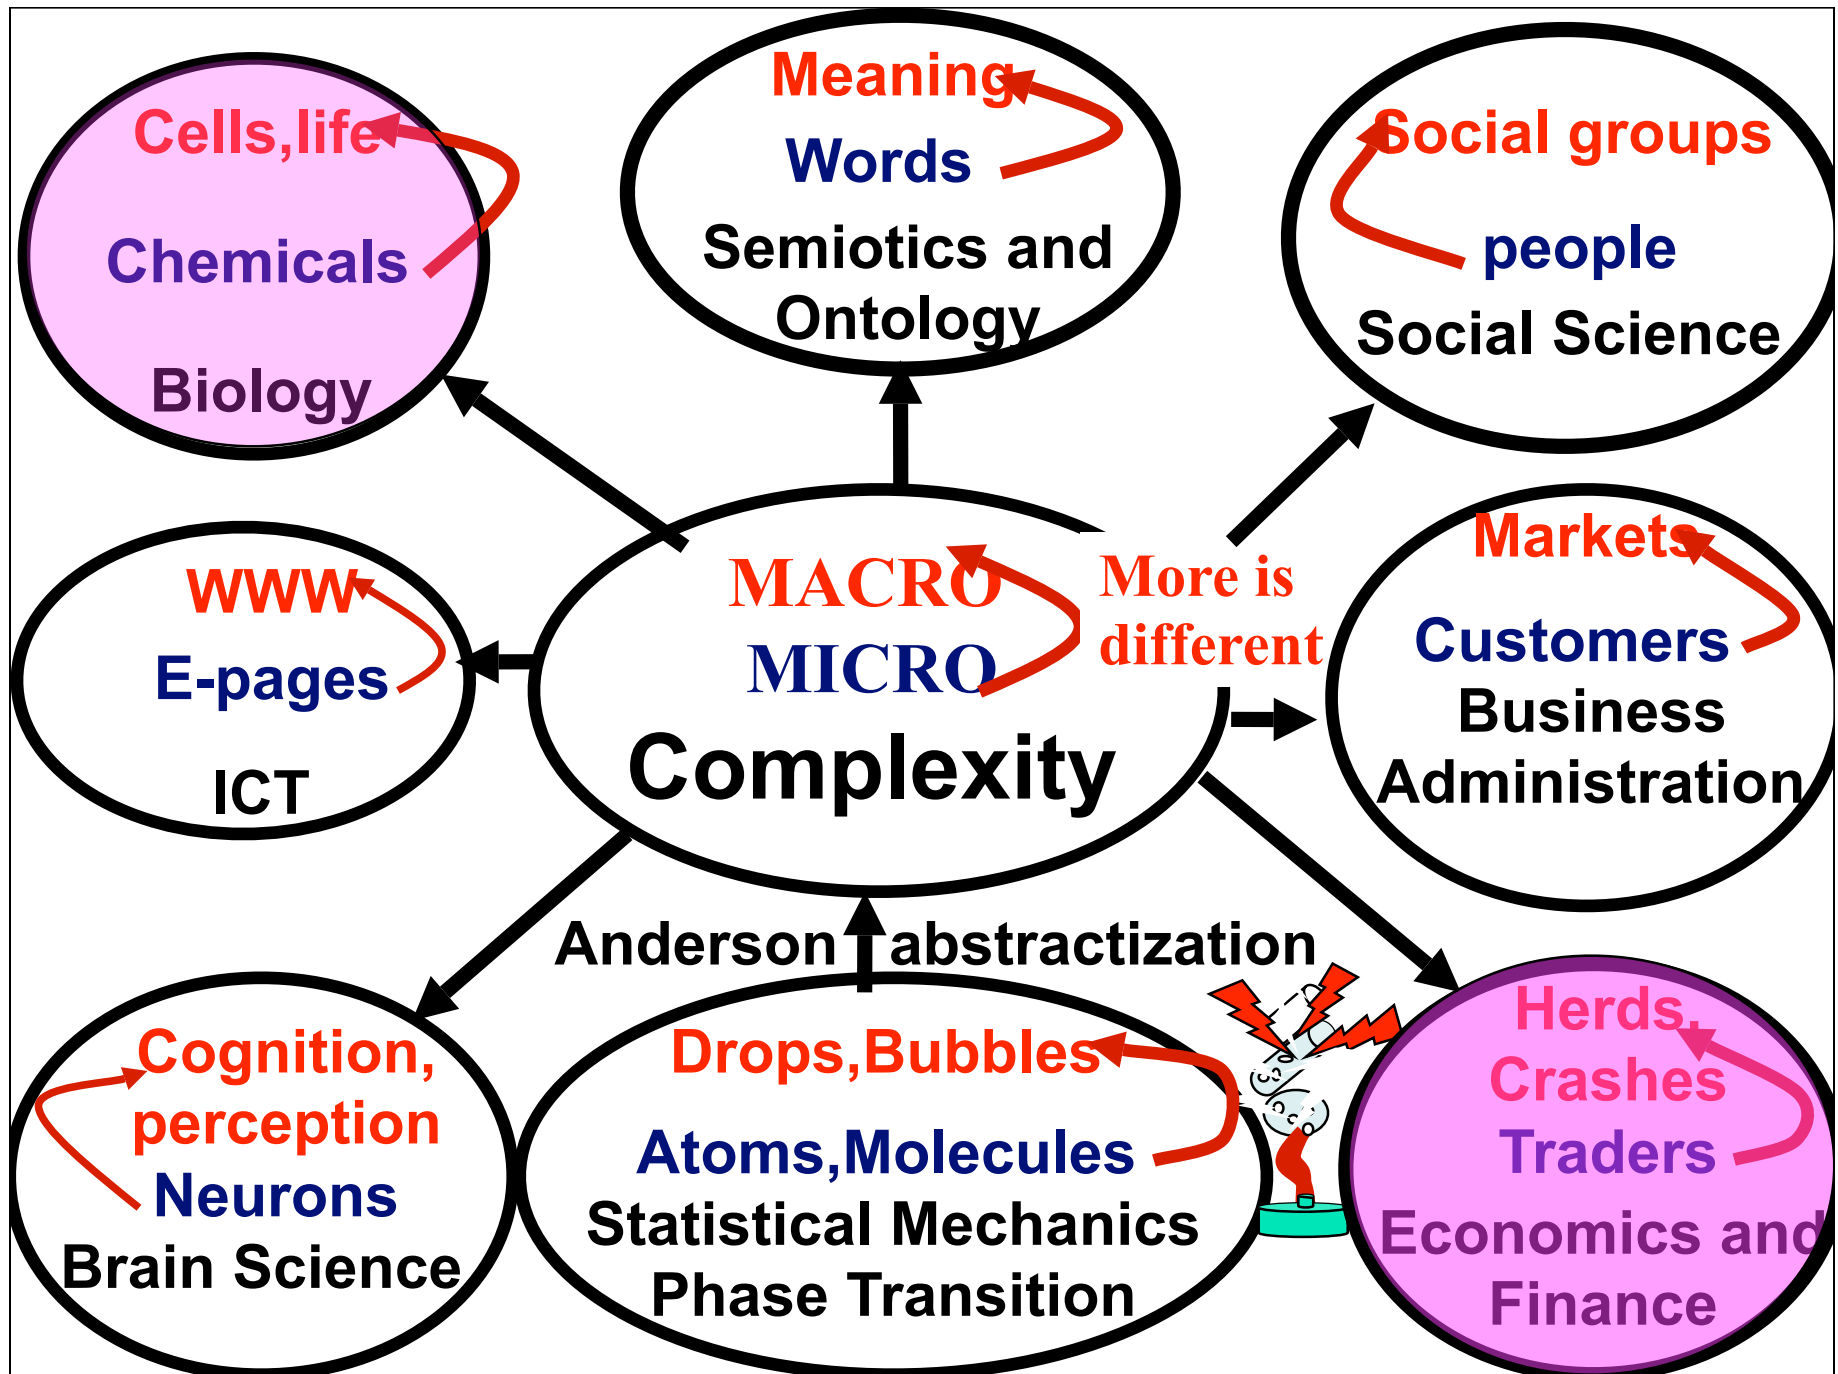 Cells,life
Chemicals
Biology
Meaning
Words
Semiotics and
Ontology
Social groups
people
Social Science
WWW
E-pages
ICT
MACRO
MICRO
Complexity
More is
different
Markets
Customers
Business
Administration
Anderson abstractization
Cognition,
perception
Neurons
Brain Science
Drops,Bubbles
Atoms,Molecules
Statistical Mechanics
Phase Transition
Herds,
Crashes
Traders
Economics and
Finance